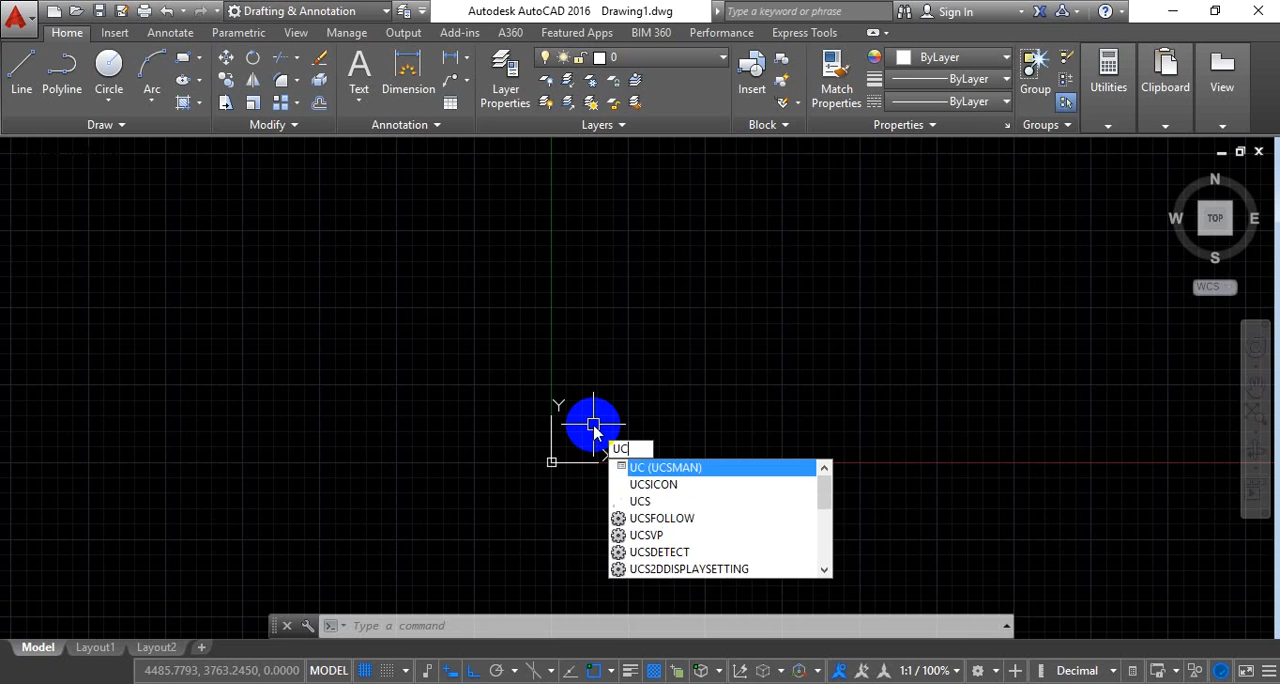 Drafting & Annotation
Autodesk AutoCAD 2016 Drawing1.dwg
Type a keyword or phrase
Sign In
Home Insert Annotate Parametric View Manage Output Add-ins A360 Featured Apps BIM 360 Performance Express Tools
0
ByLayer
ByLayer
ByLayer
Line Polyline Circle Arc Text Dimension Layer Properties Insert Match Properties Group Utilities Clipboard View
Draw Modify Annotation Layers Block Properties Groups
N
W TOP E
S
WCS
Y
X
UC
UC (UCSMAN)
UCSICON
UCS
UCSFOLLOW
UCSVP
UCSDETECT
UCS2DDISPLAYSETTING
Type a command
Model Layout1 Layout2 +
4485.7793, 3763.2450, 0.0000 MODEL 1:1 / 100% Decimal